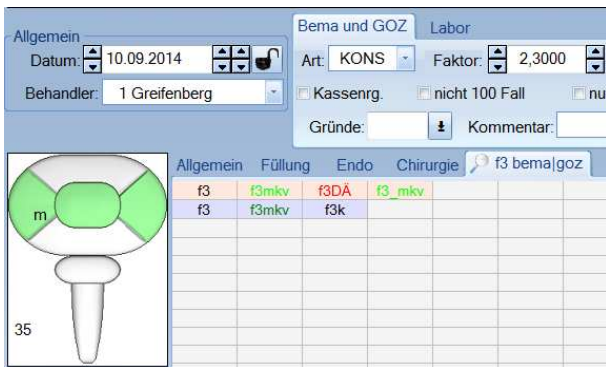 Allgemein
Datum: 10.09.2014
Behandler: 1 Greifenberg
Bema und GOZ Labor
Art: KONS Faktor: 2,3000
Kassenrg. nicht 100 Fall nu
Gründe: Kommentar:
Allgemein Füllung Endo Chirurgie f3 bema|goz
f3 f3mkv f3DÄ f3_mkv
f3 f3mkv f3k
m
35